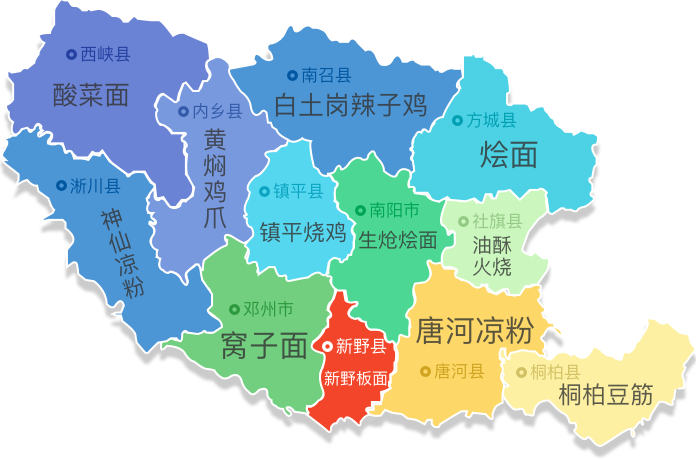 西峡县
酸菜面
南召县
白土岗辣子鸡
内乡县
黄焖鸡爪
方城县
烩面
淅川县
神仙凉粉
镇平县
镇平烧鸡
南阳市
生炝烩面
社旗县
油酥
火烧
邓州市
窝子面
新野县
新野板面
唐河凉粉
唐河县
桐柏县
桐柏豆筋